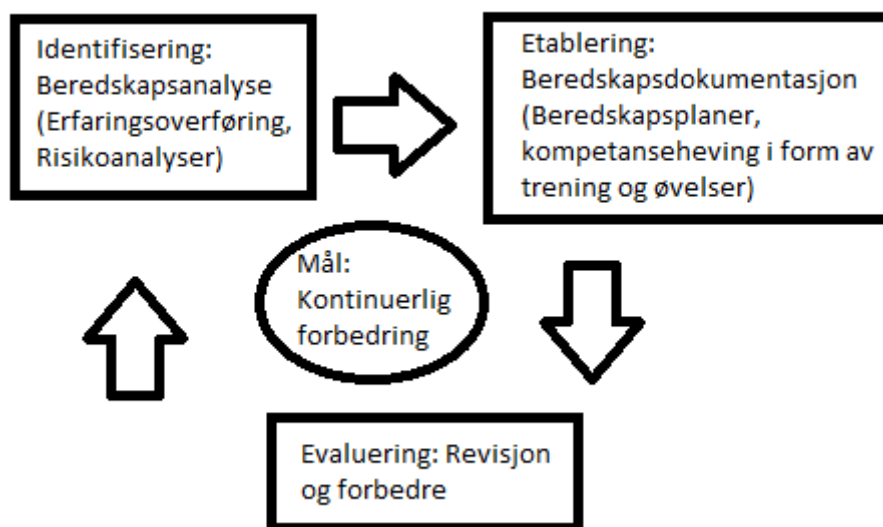 Identifisering:
Beredskapsanalyse
(Erfaringsoverføring,
Risikoanalyser)
Etablering:
Beredskapsdokumentasjon
(Beredskapsplaner,
kompetanseheving i form av
trening og øvelser)
Mål:
Kontinuerlig
forbedring
Evaluering: Revisjon
og forbedre